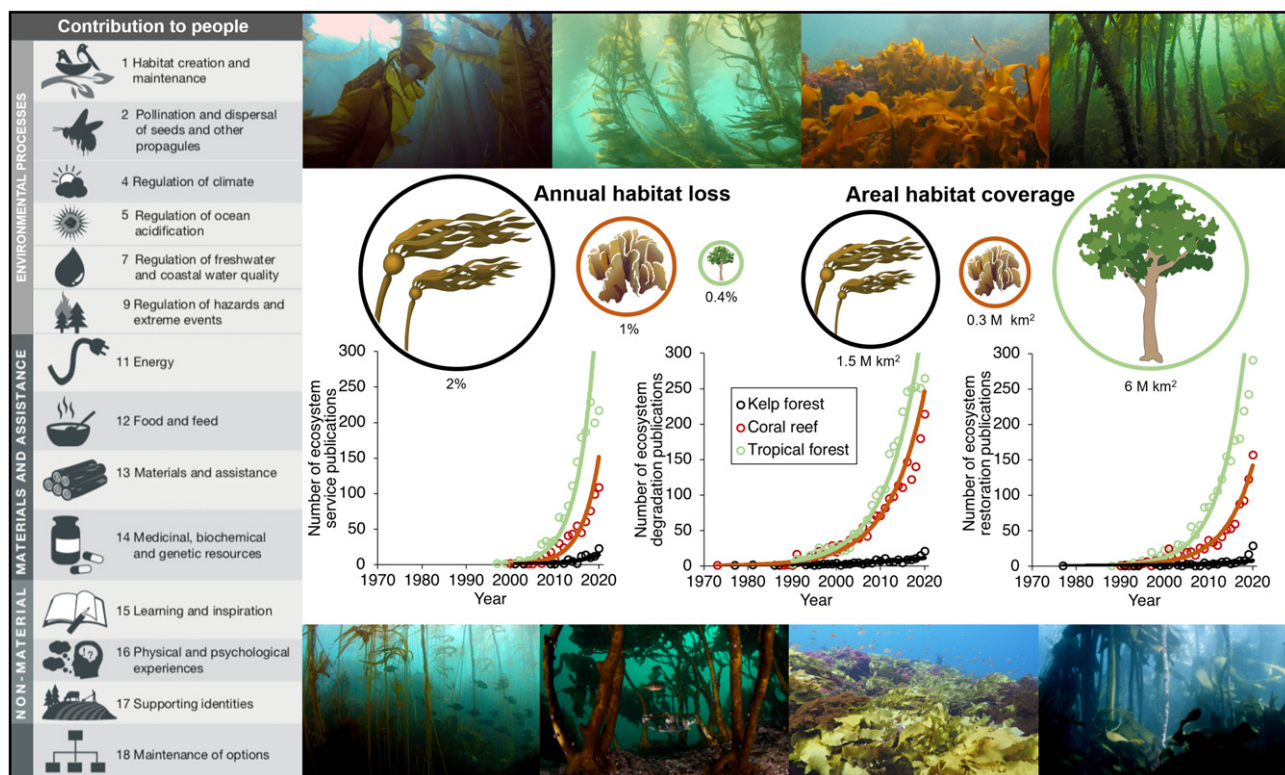 Contribution to people
ENVIRONMENTAL PROCESSES
1 Habitat creation and
maintenance
2 Pollination and dispersal
of seeds and other
propagules
4 Regulation of climate
5 Regulation of ocean
acidification
7 Regulation of freshwater
and coastal water quality
9 Regulation of hazards and
extreme events
MATERIALS AND ASSISTANCE
11 Energy
12 Food and feed
13 Materials and assistance
14 Medicinal, biochemical
and genetic resources
NON-MATERIAL
15 Learning and inspiration
!?
16 Physical and psychological
experiences
17 Supporting identities
18 Maintenance of options
Annual habitat loss
2%
1%
0.4%
Areal habitat coverage
1.5 M km²
0.3 M km²
6 M km²
Number of ecosystem
service publications
300
250
200
150
100
50
0
1970 1980 1990 2000 2010 2020
Year
Number of ecosystem
degradation publications
300
250
200
150
100
50
0
Kelp forest
Coral reef
Tropical forest
1970 1980 1990 2000 2010 2020
Year
Number of ecosystem
restoration publications
300
250
200
150
100
50
0
1970 1980 1990 2000 2010 2020
Year